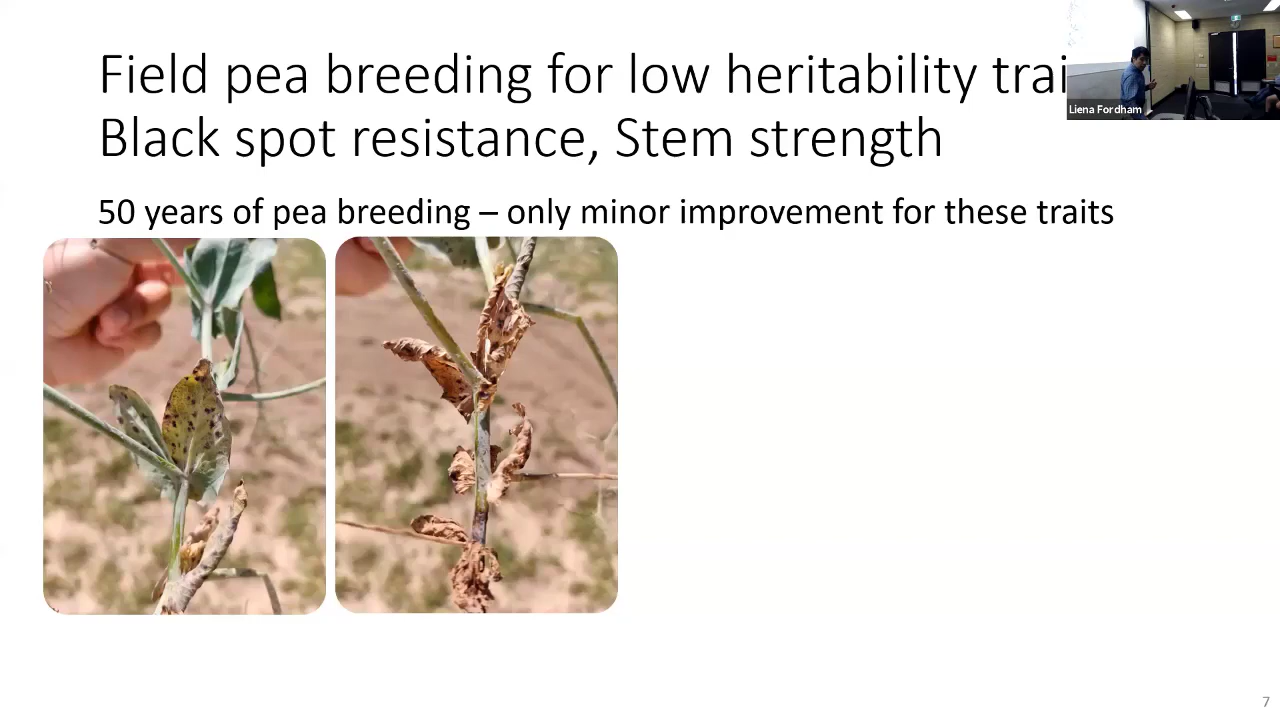 Field pea breeding for low heritability trai
Black spot resistance, Stem strength
50 years of pea breeding – only minor improvement for these traits
Liena Fordham
7